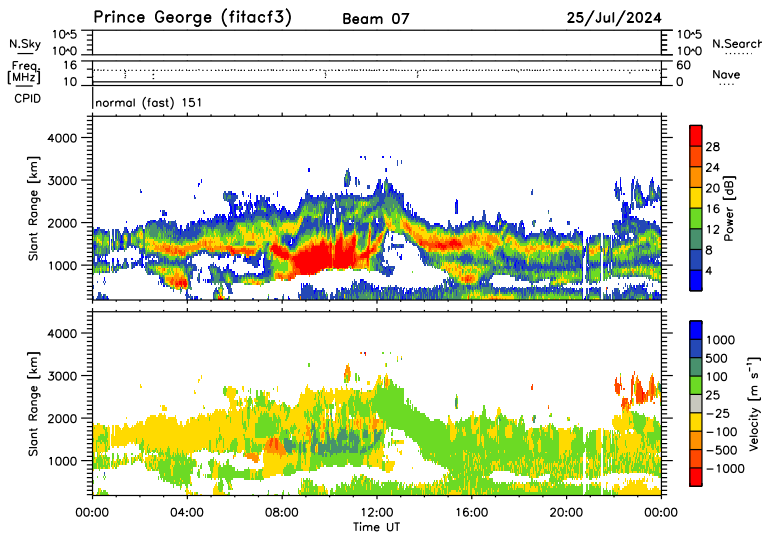 Prince George (fitacf3) Beam 07 25/Jul/2024
N.Sky 10^5 10^0 10^5 10^0 N.Search
Freq. [MHz] 16 10 60 0 Nave
CPID normal (fast) 151
4000
3000
2000
1000
Slant Range [km]
28
24
20
16
12
8
4
Power [dB]
4000
3000
2000
1000
Slant Range [km]
1000
500
100
25
-25
-100
-500
-1000
Velocity [m s⁻¹]
00:00 04:00 08:00 12:00 16:00 20:00 00:00
Time UT